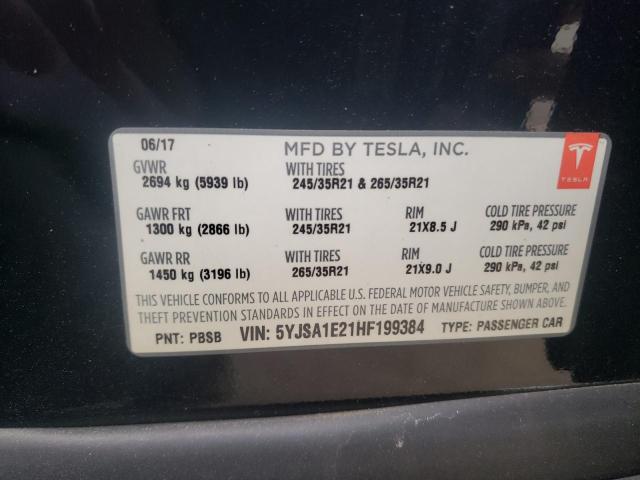 06/17 MFD BY TESLA, INC.
GVWR WITH TIRES
2694 kg (5939 lb) 245/35R21 & 265/35R21
TESLA
GAWR FRT WITH TIRES RIM COLD TIRE PRESSURE
1300 kg (2866 lb) 245/35R21 21X8.5 J 290 kPa, 42 psi
GAWR RR WITH TIRES RIM COLD TIRE PRESSURE
1450 kg (3196 lb) 265/35R21 21X9.0 J 290 kPa, 42 psi
THIS VEHICLE CONFORMS TO ALL APPLICABLE U.S. FEDERAL MOTOR VEHICLE SAFETY, BUMPER, AND
THEFT PREVENTION STANDARDS IN EFFECT ON THE DATE OF MANUFACTURE SHOWN ABOVE.
PNT: PBSB VIN: 5YJSA1E21HF199384 TYPE: PASSENGER CAR